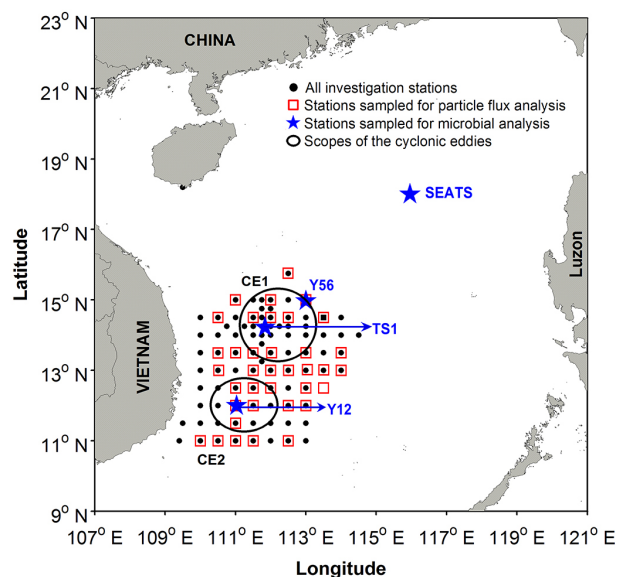 23° N
21° N
19° N
17° N
15° N
13° N
11° N
9° N
Latitude
CHINA
All investigation stations
Stations sampled for particle flux analysis
Stations sampled for microbial analysis
Scopes of the cyclonic eddies
SEATS
Luzon
CE1
Y56
TS1
VIETNAM
Y12
CE2
107° E
109° E
111° E
113° E
115° E
117° E
119° E
121° E
Longitude